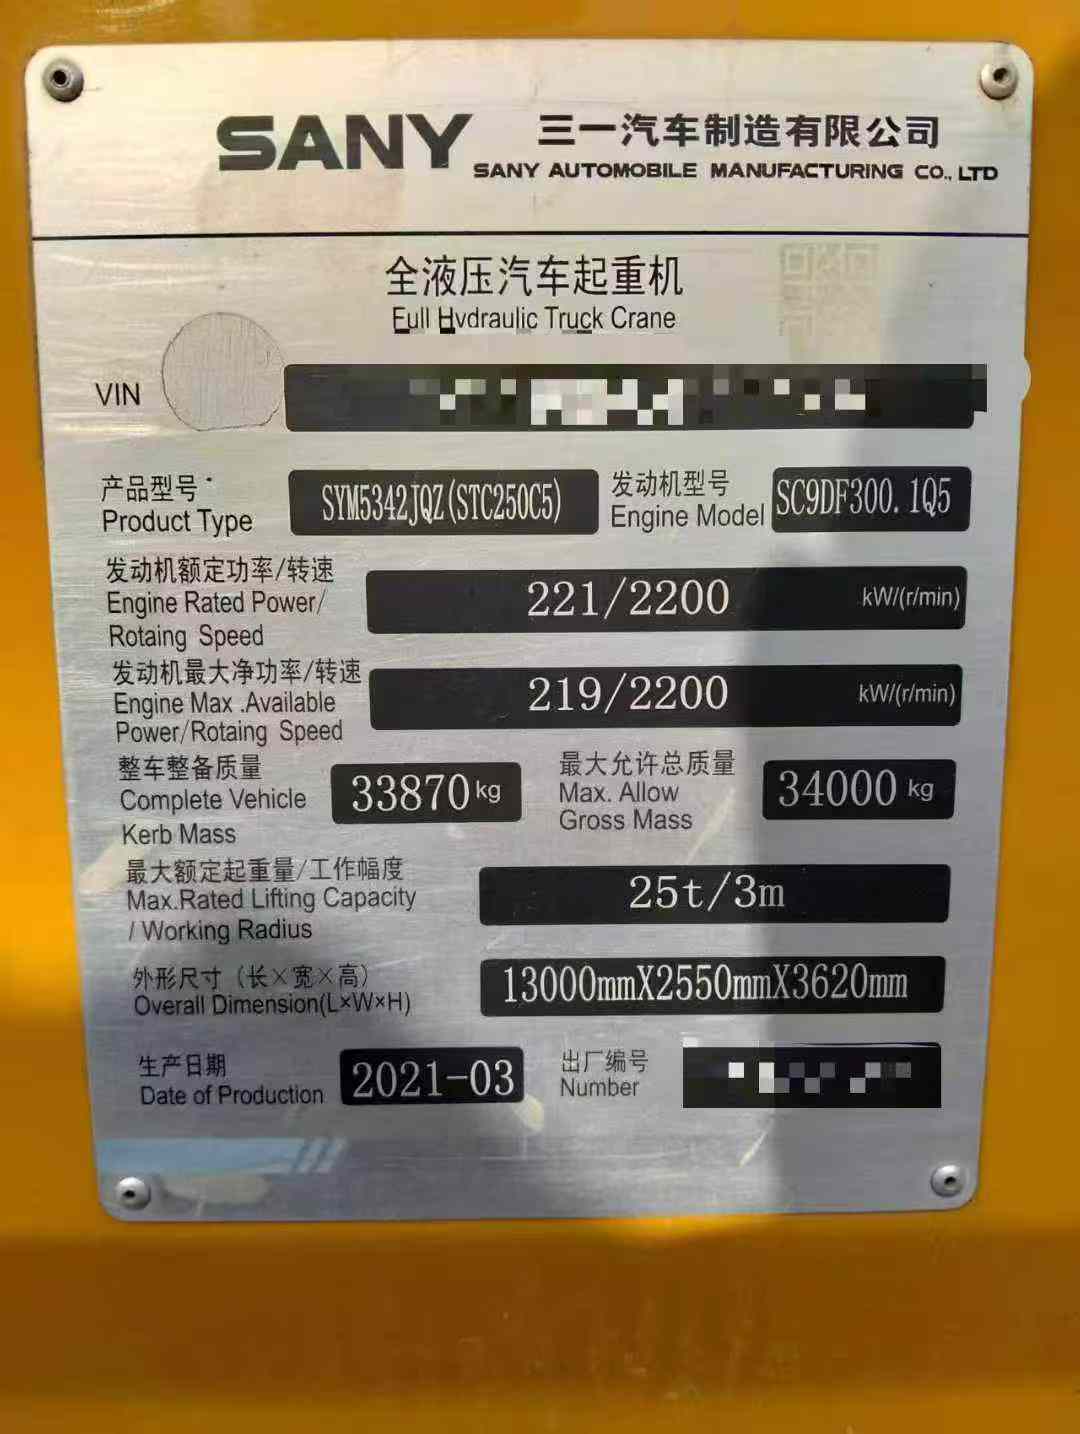 SANY 三一汽车制造有限公司
SANY AUTOMOBILE MANUFACTURING CO., LTD
全液压汽车起重机
Full Hydraulic Truck Crane
VIN
产品型号
Product Type
SYM5342JQZ(STC250C5)
发动机型号
Engine Model
SC9DF300.1Q5
发动机额定功率/转速
Engine Rated Power/
Rotaing Speed
221/2200 kW/(r/min)
发动机最大净功率/转速
Engine Max .Available
Power/Rotaing Speed
219/2200 kW/(r/min)
整车整备质量
Complete Vehicle
Kerb Mass
33870 kg
最大允许总质量
Max. Allow
Gross Mass
34000 kg
最大额定起重量/工作幅度
Max.Rated Lifting Capacity
/ Working Radius
25t/3m
外形尺寸（长×宽×高）
Overall Dimension(L×W×H)
13000mmX2550mmX3620mm
生产日期
Date of Production
2021-03
出厂编号
Number